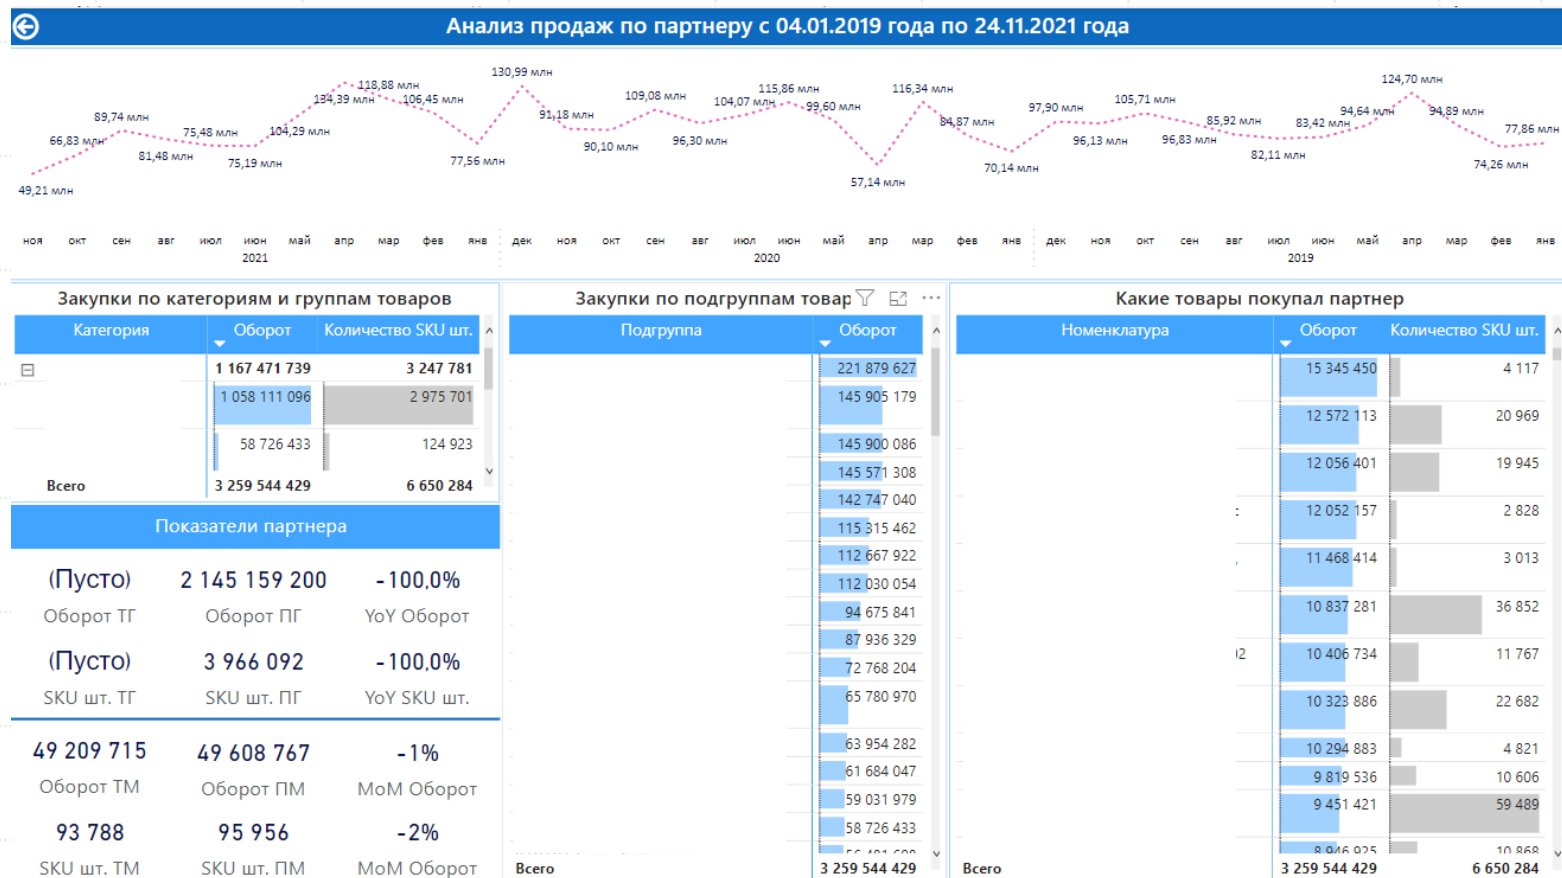 Анализ продаж по партнеру с 04.01.2019 года по 24.11.2021 года
49,21 млн
66,83 млн
89,74 млн
81,48 млн
75,48 млн
75,19 млн
104,29 млн
134,39 млн
118,88 млн
106,45 млн
77,56 млн
130,99 млн
91,18 млн
90,10 млн
109,08 млн
96,30 млн
104,07 млн
115,86 млн
99,60 млн
57,14 млн
116,34 млн
84,87 млн
70,14 млн
97,90 млн
96,13 млн
105,71 млн
96,83 млн
85,92 млн
82,11 млн
83,42 млн
94,64 млн
124,70 млн
94,89 млн
74,26 млн
77,86 млн
ноя окт сен авг июл июн май апр мар фев янв дек ноя окт сен авг июл июн май апр мар фев янв дек ноя окт сен авг июл июн май апр мар фев янв
2021 2020 2019
Закупки по категориям и группам товаров
Категория Оборот Количество SKU шт.
1 167 471 739 3 247 781
1 058 111 096 2 975 701
58 726 433 124 923
Всего 3 259 544 429 6 650 284
Показатели партнера
(Пусто) 2 145 159 200 -100,0%
Оборот ТГ Оборот ПГ YoY Оборот
(Пусто) 3 966 092 -100,0%
SKU шт. ТГ SKU шт. ПГ YoY SKU шт.
49 209 715 49 608 767 -1%
Оборот ТМ Оборот ПМ MoM Оборот
93 788 95 956 -2%
SKU шт. ТМ SKU шт. ПМ MoM Оборот
Закупки по подгруппам товар
Подгруппа Оборот
221 879 627
145 905 179
145 900 086
145 571 308
142 747 040
115 315 462
112 667 922
112 030 054
94 675 841
87 936 329
72 768 204
65 780 970
63 954 282
61 684 047
59 031 979
58 726 433
Всего 3 259 544 429
Какие товары покупал партнер
Номенклатура Оборот Количество SKU шт.
15 345 450 4 117
12 572 113 20 969
12 056 401 19 945
12 052 157 2 828
11 468 414 3 013
10 837 281 36 852
10 406 734 11 767
10 323 886 22 682
10 294 883 4 821
9 819 536 10 606
9 451 421 59 489
8 946 925 10 868
Всего 3 259 544 429 6 650 284